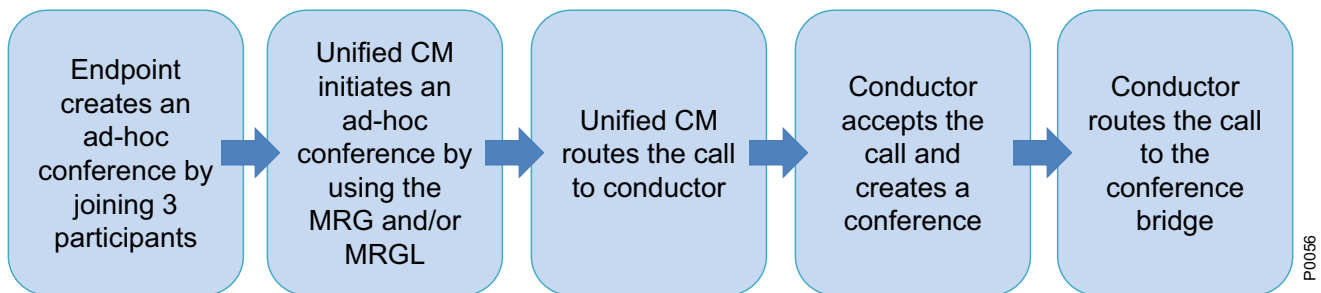 Endpoint
creates an
ad-hoc
conference by
joining 3
participants
Unified CM
initiates an
ad-hoc
conference by
using the
MRG and/or
MRGL
Unified CM
routes the call
to conductor
Conductor
accepts the
call and
creates a
conference
Conductor
routes the call
to the
conference
bridge
P0056